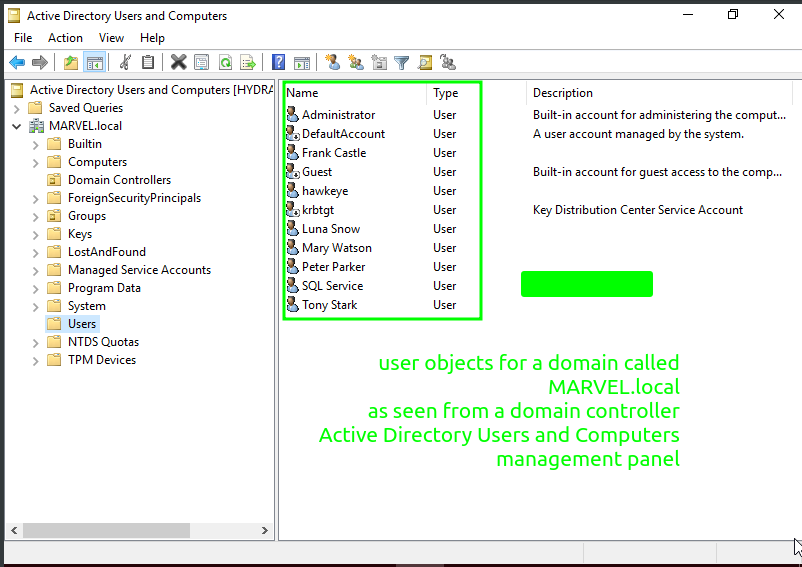 Active Directory Users and Computers
File Action View Help
Active Directory Users and Computers [HYDRA
Saved Queries
MARVEL.local
Builtin
Computers
Domain Controllers
ForeignSecurityPrincipals
Groups
Keys
LostAndFound
Managed Service Accounts
Program Data
System
Users
NTDS Quotas
TPM Devices
Name Type Description
Administrator User Built-in account for administering the comput...
DefaultAccount User A user account managed by the system.
Frank Castle User
Guest User Built-in account for guest access to the comp...
hawkeye User
krbtgt User Key Distribution Center Service Account
Luna Snow User
Mary Watson User
Peter Parker User
SQL Service User
Tony Stark User
user objects for a domain called
MARVEL.local
as seen from a domain controller
Active Directory Users and Computers
management panel